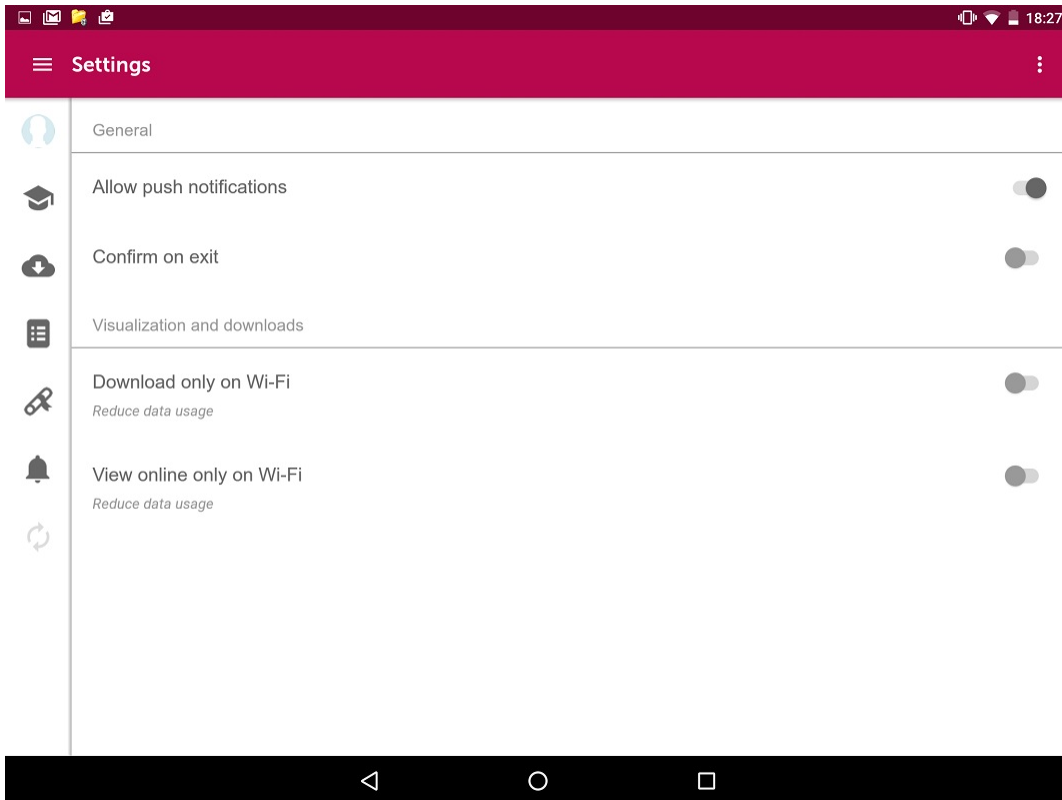 18:27
Settings
General
Allow push notifications
Confirm on exit
Visualization and downloads
Download only on Wi-Fi
Reduce data usage
View online only on Wi-Fi
Reduce data usage